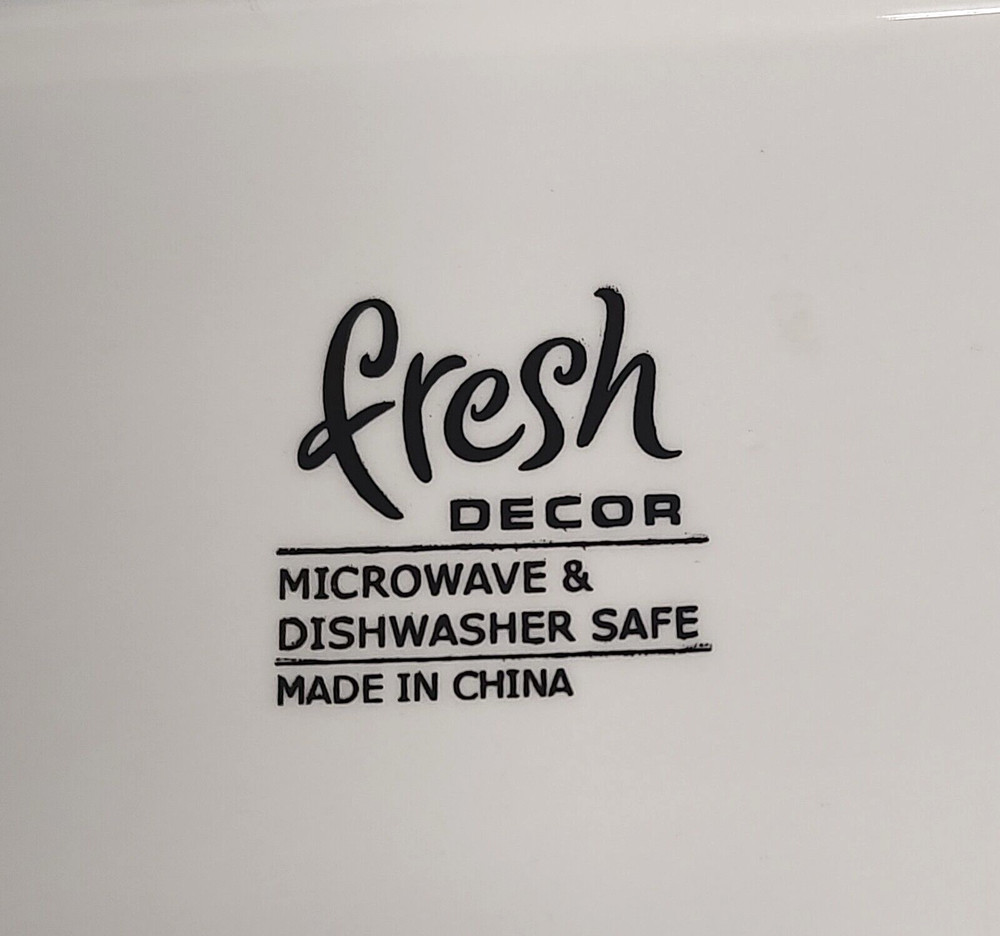 fresh
DECOR
MICROWAVE &
DISHWASHER SAFE
MADE IN CHINA